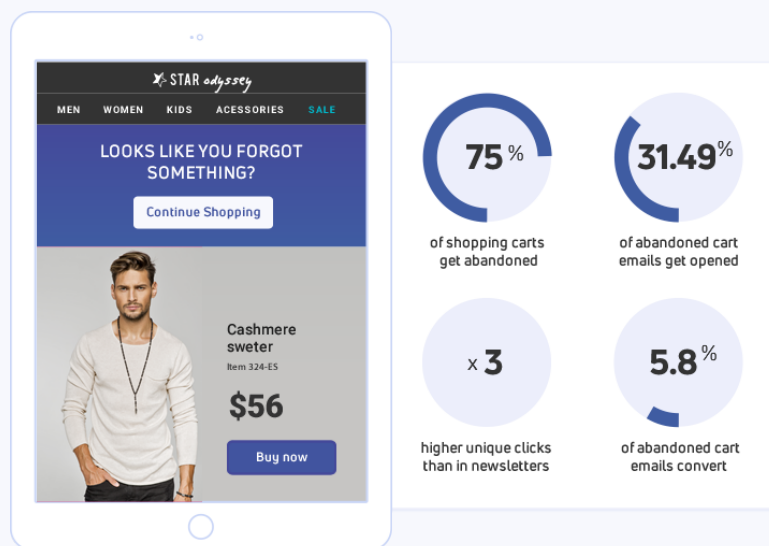 STAR odyssey
MEN WOMEN KIDS ACESSORIES SALE
LOOKS LIKE YOU FORGOT
SOMETHING?
Continue Shopping
Cashmere
sweter
Item 324-ES
$56
Buy now
75 %
of shopping carts
get abandoned
31.49%
of abandoned cart
emails get opened
x 3
higher unique clicks
than in newsletters
5.8%
of abandoned cart
emails convert